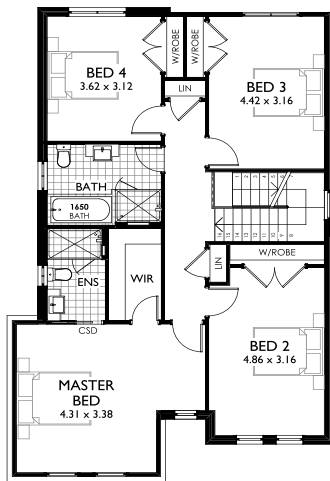 W/ROBE
W/ROBE
BED 4
3.62 x 3.12
BED 3
4.42 x 3.16
LIN
BATH
1650
BATH
W/ROBE
LIN
ENS
WIR
CSD
BED 2
4.86 x 3.16
MASTER
BED
4.31 x 3.38